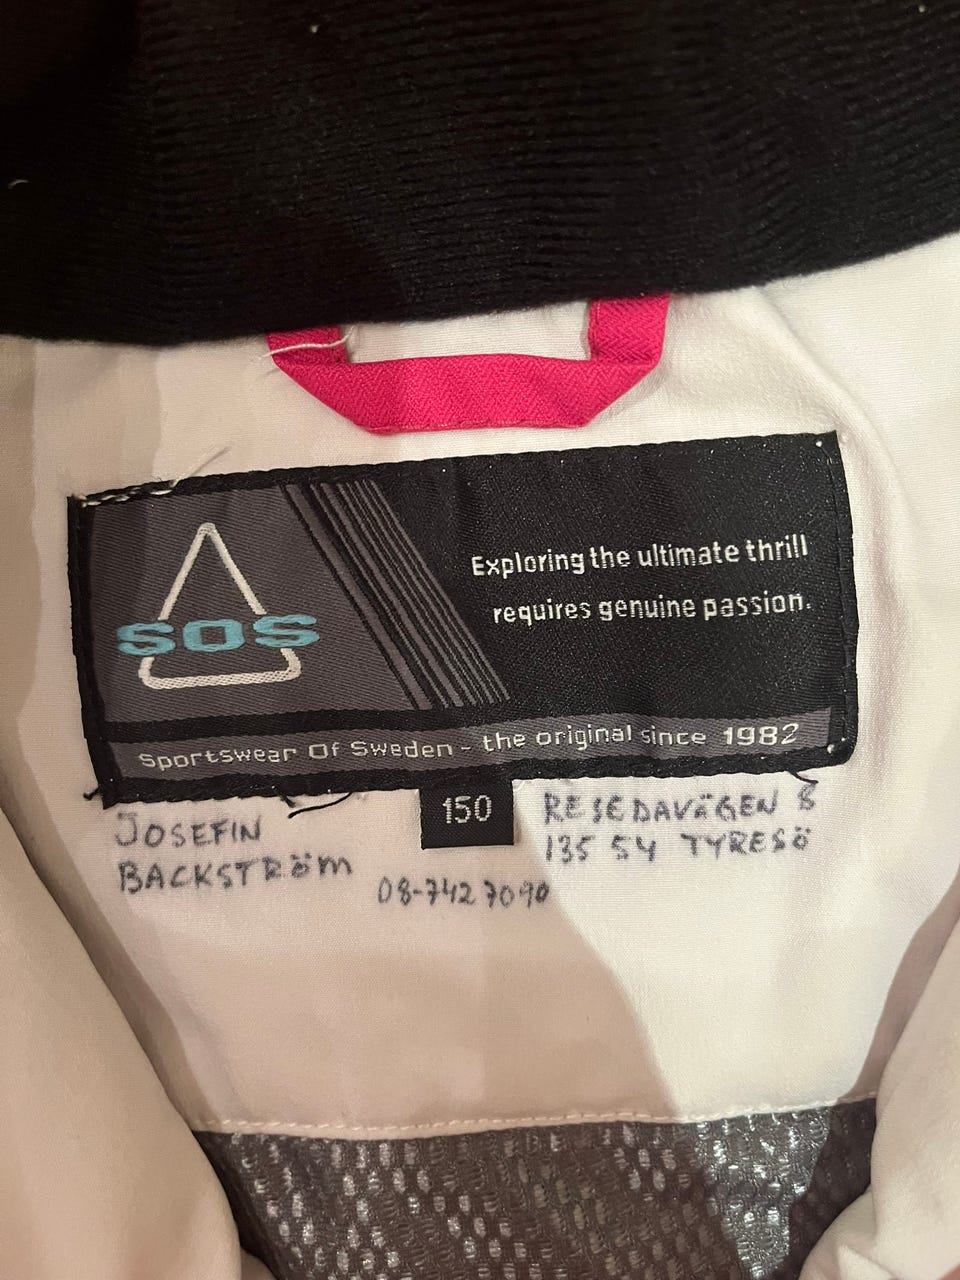 SOS
Exploring the ultimate thrill
requires genuine passion.
Sportswear Of Sweden - the original since 1982
150
JOSEFIN
BACKSTRÖM
RESEDAVÄGEN 8
135 54 TYRESÖ
08-742 7090